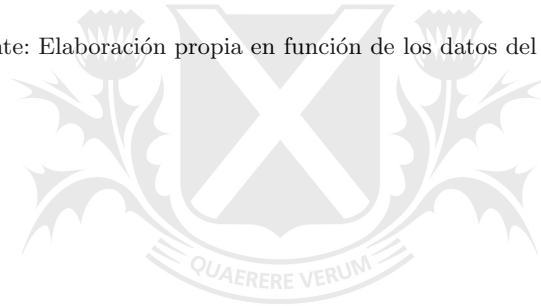 nte: Elaboración propia en función de los datos del
QUAERERE VERUM